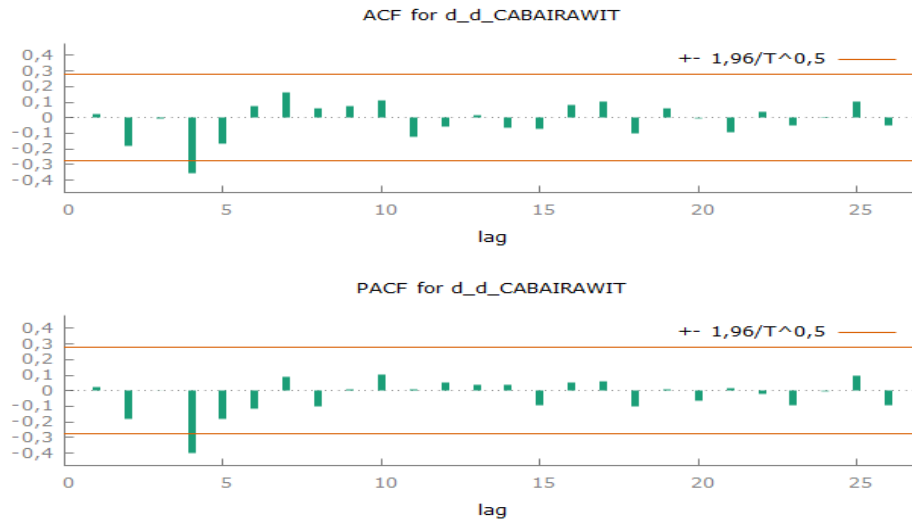 ACF for d_d_CABAIRAWIT
+- 1,96/T^0,5
0,4
0,3
0,2
0,1
0
-0,1
-0,2
-0,3
-0,4
0 5 10 15 20 25
lag
PACF for d_d_CABAIRAWIT
+- 1,96/T^0,5
0,4
0,3
0,2
0,1
0
-0,1
-0,2
-0,3
-0,4
0 5 10 15 20 25
lag